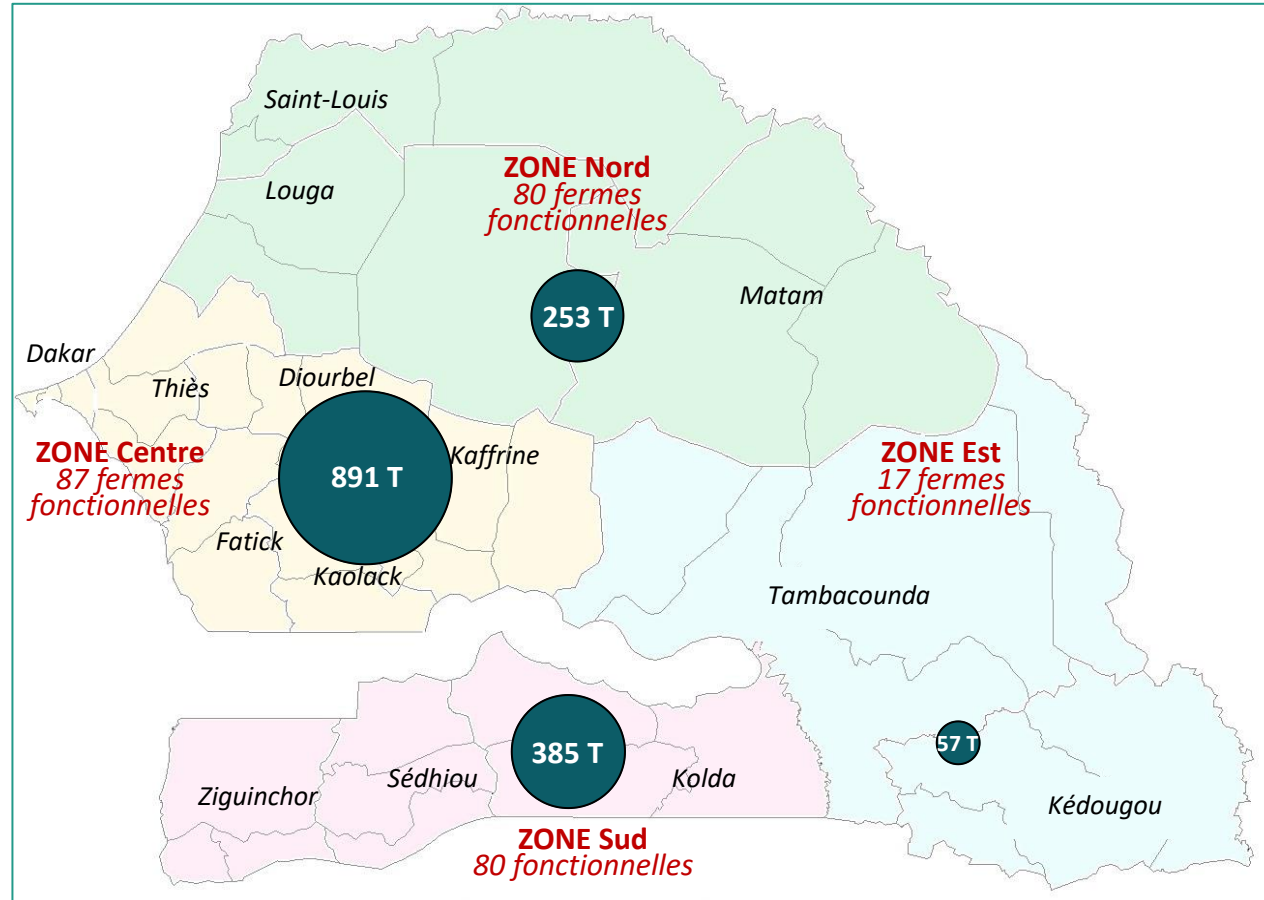 Saint-Louis
ZONE Nord
80 fermes
fonctionnelles
Louga
Matam
253 T
Dakar
Thiès
Diourbel
ZONE Centre
87 fermes
fonctionnelles
891 T
Kaffrine
ZONE Est
17 fermes
fonctionnelles
Fatick
Kaolack
Tambacounda
385 T
57 T
Ziguinchor
Sédhiou
Kolda
Kédougou
ZONE Sud
80 fonctionnelles